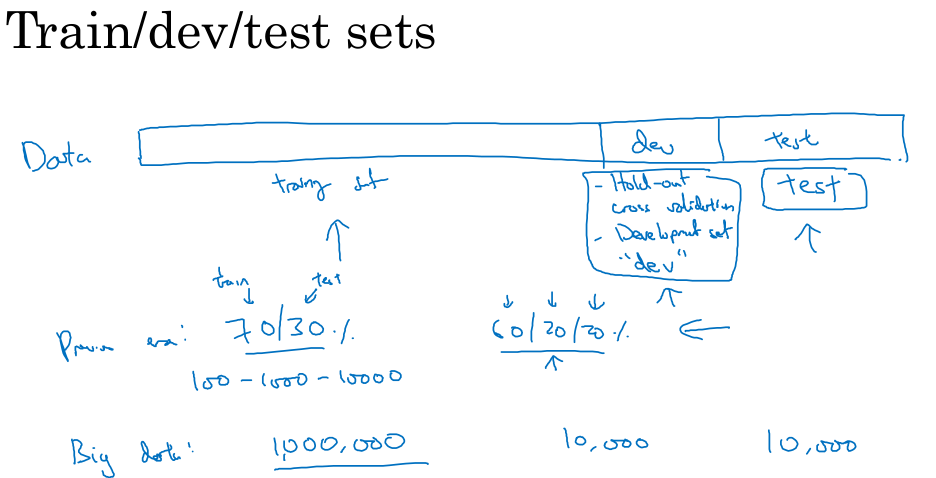 Train/dev/test sets
Data
dev
test
training set
- Hold-out
cross validation
- Development set
"dev"
test
train
test
Previous era:
70/30 %
60/20/20 %
100 - 1000 - 10000
Big data:
1,000,000
10,000
10,000